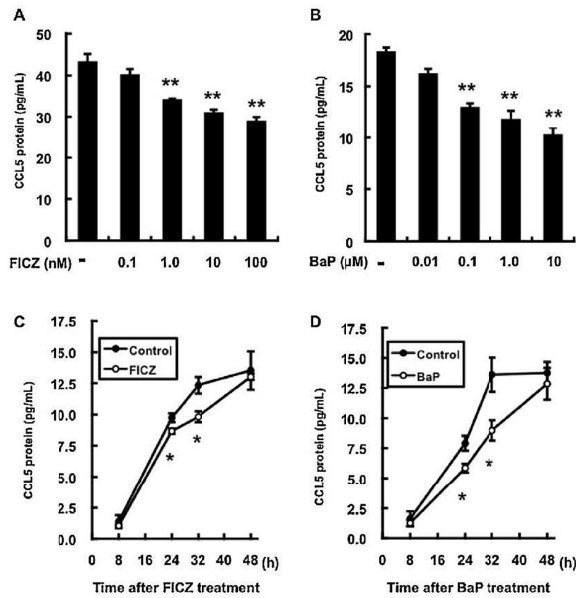 A
CCL5 protein (pg/mL)
50
40
30
20
10
0
** ** **
FICZ (nM) - 0.1 1.0 10 100
B
CCL5 protein (pg/mL)
20
15
10
5
0
** ** **
BaP (µM) - 0.01 0.1 1.0 10
C
CCL5 protein (pg/mL)
17.5
15.0
12.5
10.0
7.5
5.0
2.5
0.0
Control
FICZ
* *
0 8 16 24 32 40 48 (h)
Time after FICZ treatment
D
CCL5 protein (pg/mL)
17.5
15.0
12.5
10.0
7.5
5.0
2.5
0.0
Control
BaP
* *
0 8 16 24 32 40 48 (h)
Time after BaP treatment